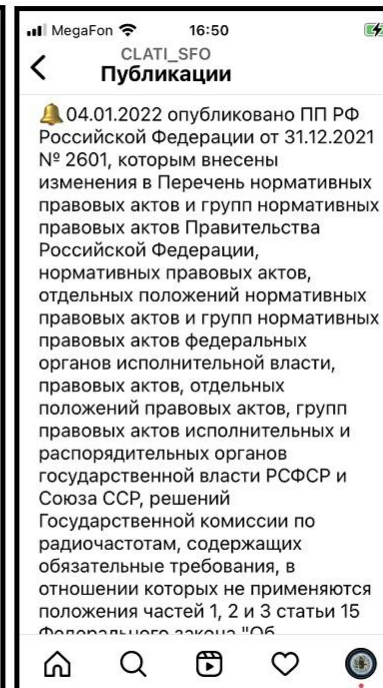 MegaFon 16:50
CLATI_SFO
Публикации
04.01.2022 опубликовано ПП РФ
Российской Федерации от 31.12.2021
№ 2601, которым внесены
изменения в Перечень нормативных
правовых актов и групп нормативных
правовых актов Правительства
Российской Федерации,
нормативных правовых актов,
отдельных положений нормативных
правовых актов и групп нормативных
правовых актов федеральных
органов исполнительной власти,
правовых актов, отдельных
положений правовых актов, групп
правовых актов исполнительных и
распорядительных органов
государственной власти РСФСР и
Союза ССР, решений
Государственной комиссии по
радиочастотам, содержащих
обязательные требования, в
отношении которых не применяются
положения частей 1, 2 и 3 статьи 15
Федерального закона "Об